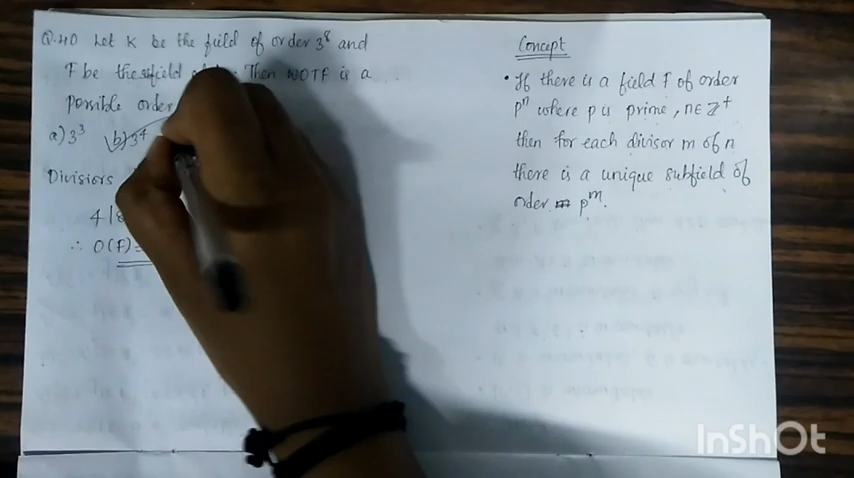 Q.40 Let K be the field of order 3⁸ and
F be the subfield Then WOTF is a
possible order
a) 3³ b) 3⁴
Divisiors
4 |
∴ O(F) =
Concept
• If there is a field F of order
pⁿ where p is prime, n∈Z⁺
then for each divisor m of n
there is a unique subfield of
order pᵐ.
InShOt